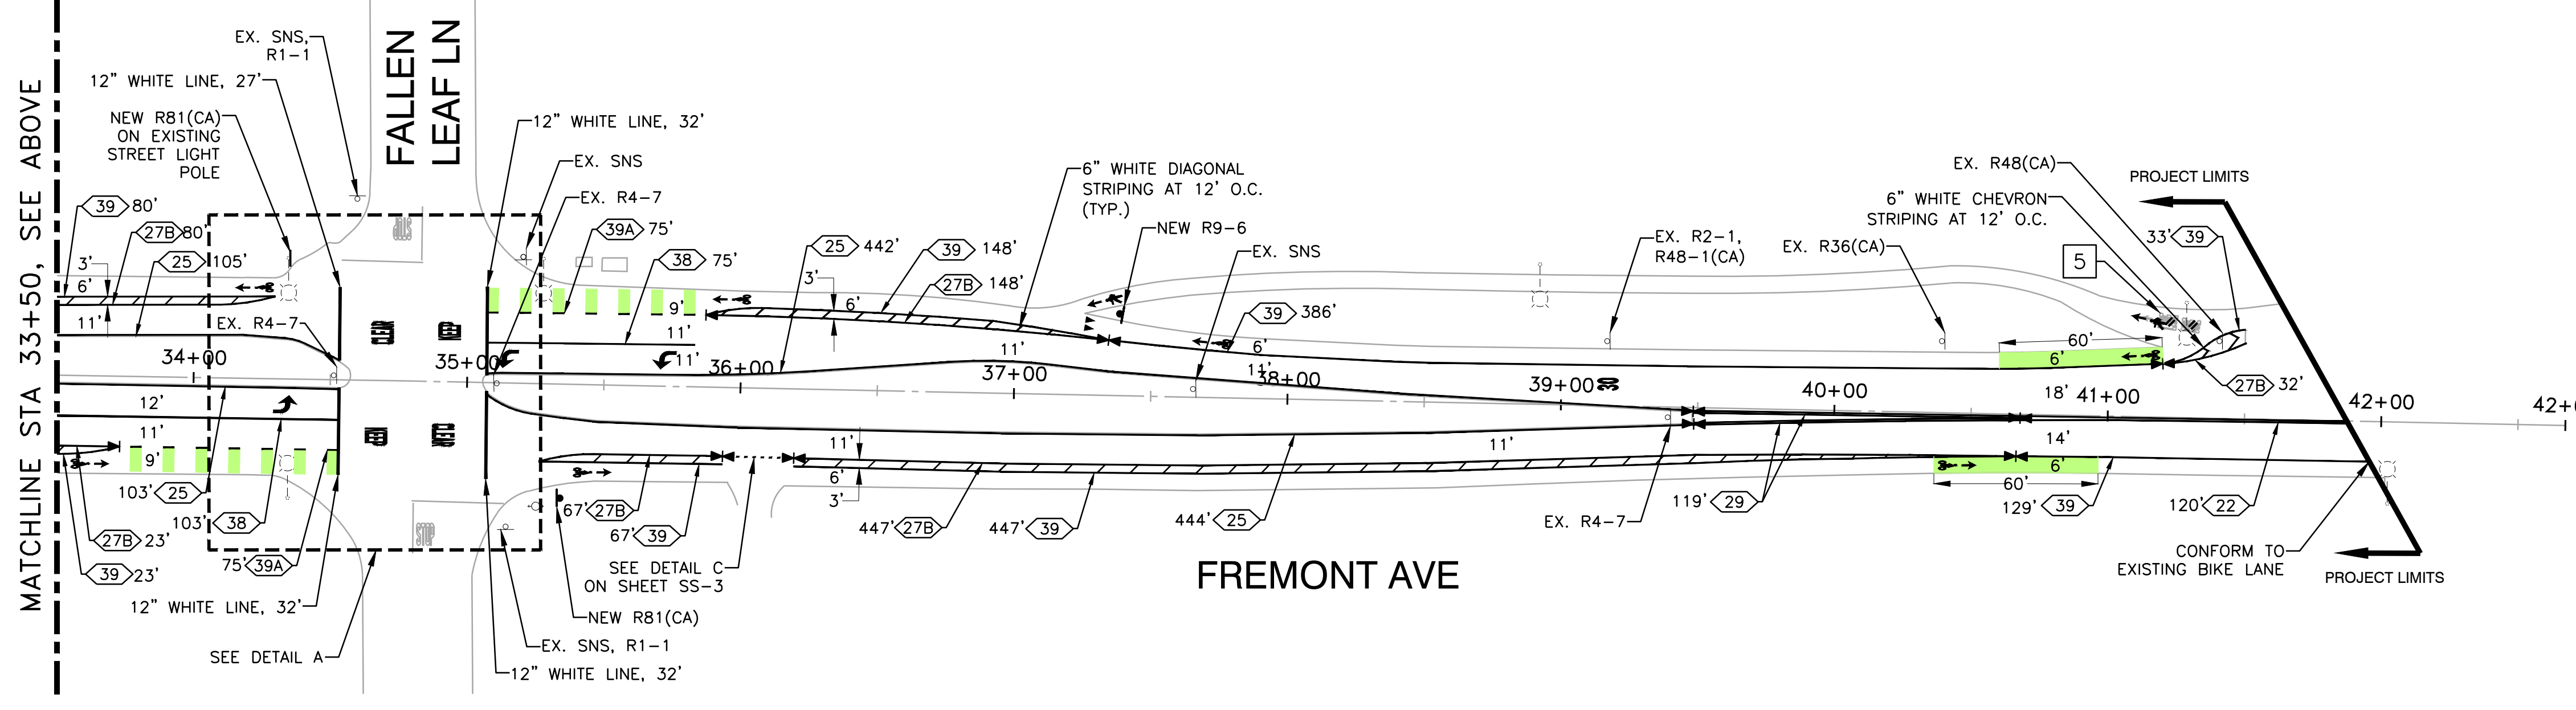 MATCHLINE STA 33+50, SEE ABOVE
FALLEN
LEAF LN
EX. SNS,
R1-1
12" WHITE LINE, 27'
NEW R81(CA)
ON EXISTING
STREET LIGHT
POLE
39 80'
27B 80'
25 105'
3'
6'
11'
EX. R4-7
34+00
12" WHITE LINE, 32'
EX. SNS
EX. R4-7
39A 75'
38 75'
9'
11'
11'
35+00
36+00
25 442'
39 148'
27B 148'
3'
6'
11'
6" WHITE DIAGONAL
STRIPING AT 12' O.C.
(TYP.)
NEW R9-6
EX. SNS
39 386'
6'
11'
37+00
38+00
39+00
40+00
41+00
42+00
EX. R2-1,
R48-1(CA)
EX. R36(CA)
EX. R48(CA)
6" WHITE CHEVRON
STRIPING AT 12' O.C.
5
PROJECT LIMITS
33' 39
60'
6'
27B 32'
18'
14'
6'
60'
12'
11'
9'
103' 25
103' 38
27B 23'
39 23'
75' 39A
12" WHITE LINE, 32'
SEE DETAIL A
STOP
67' 27B
67' 39
SEE DETAIL C
ON SHEET SS-3
NEW R81(CA)
EX. SNS, R1-1
12" WHITE LINE, 32'
11'
6'
3'
447' 27B
447' 39
444' 25
11'
EX. R4-7
119' 29
129' 39
120' 22
CONFORM TO
EXISTING BIKE LANE
PROJECT LIMITS
FREMONT AVE